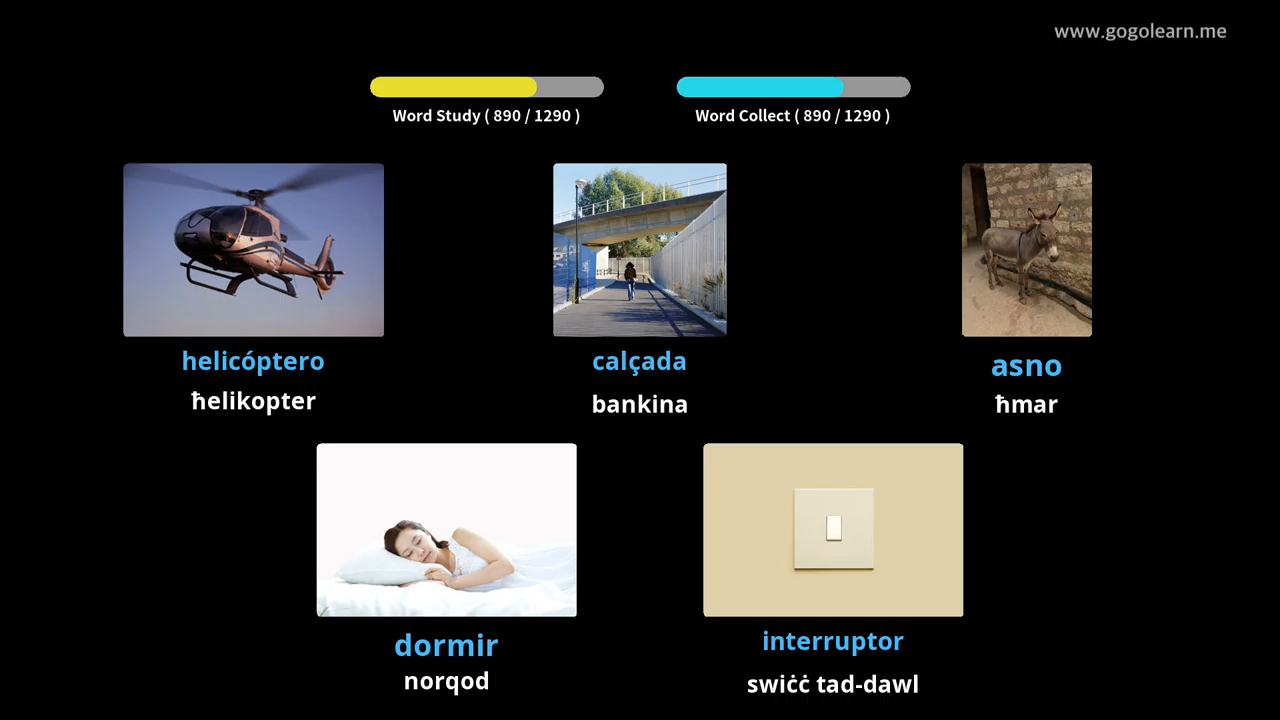 www.gogolearn.me
Word Study ( 890 / 1290 )
Word Collect ( 890 / 1290 )
helicóptero
ħelikopter
calçada
bankina
asno
ħmar
dormir
norqod
interruptor
swiċċ tad-dawl